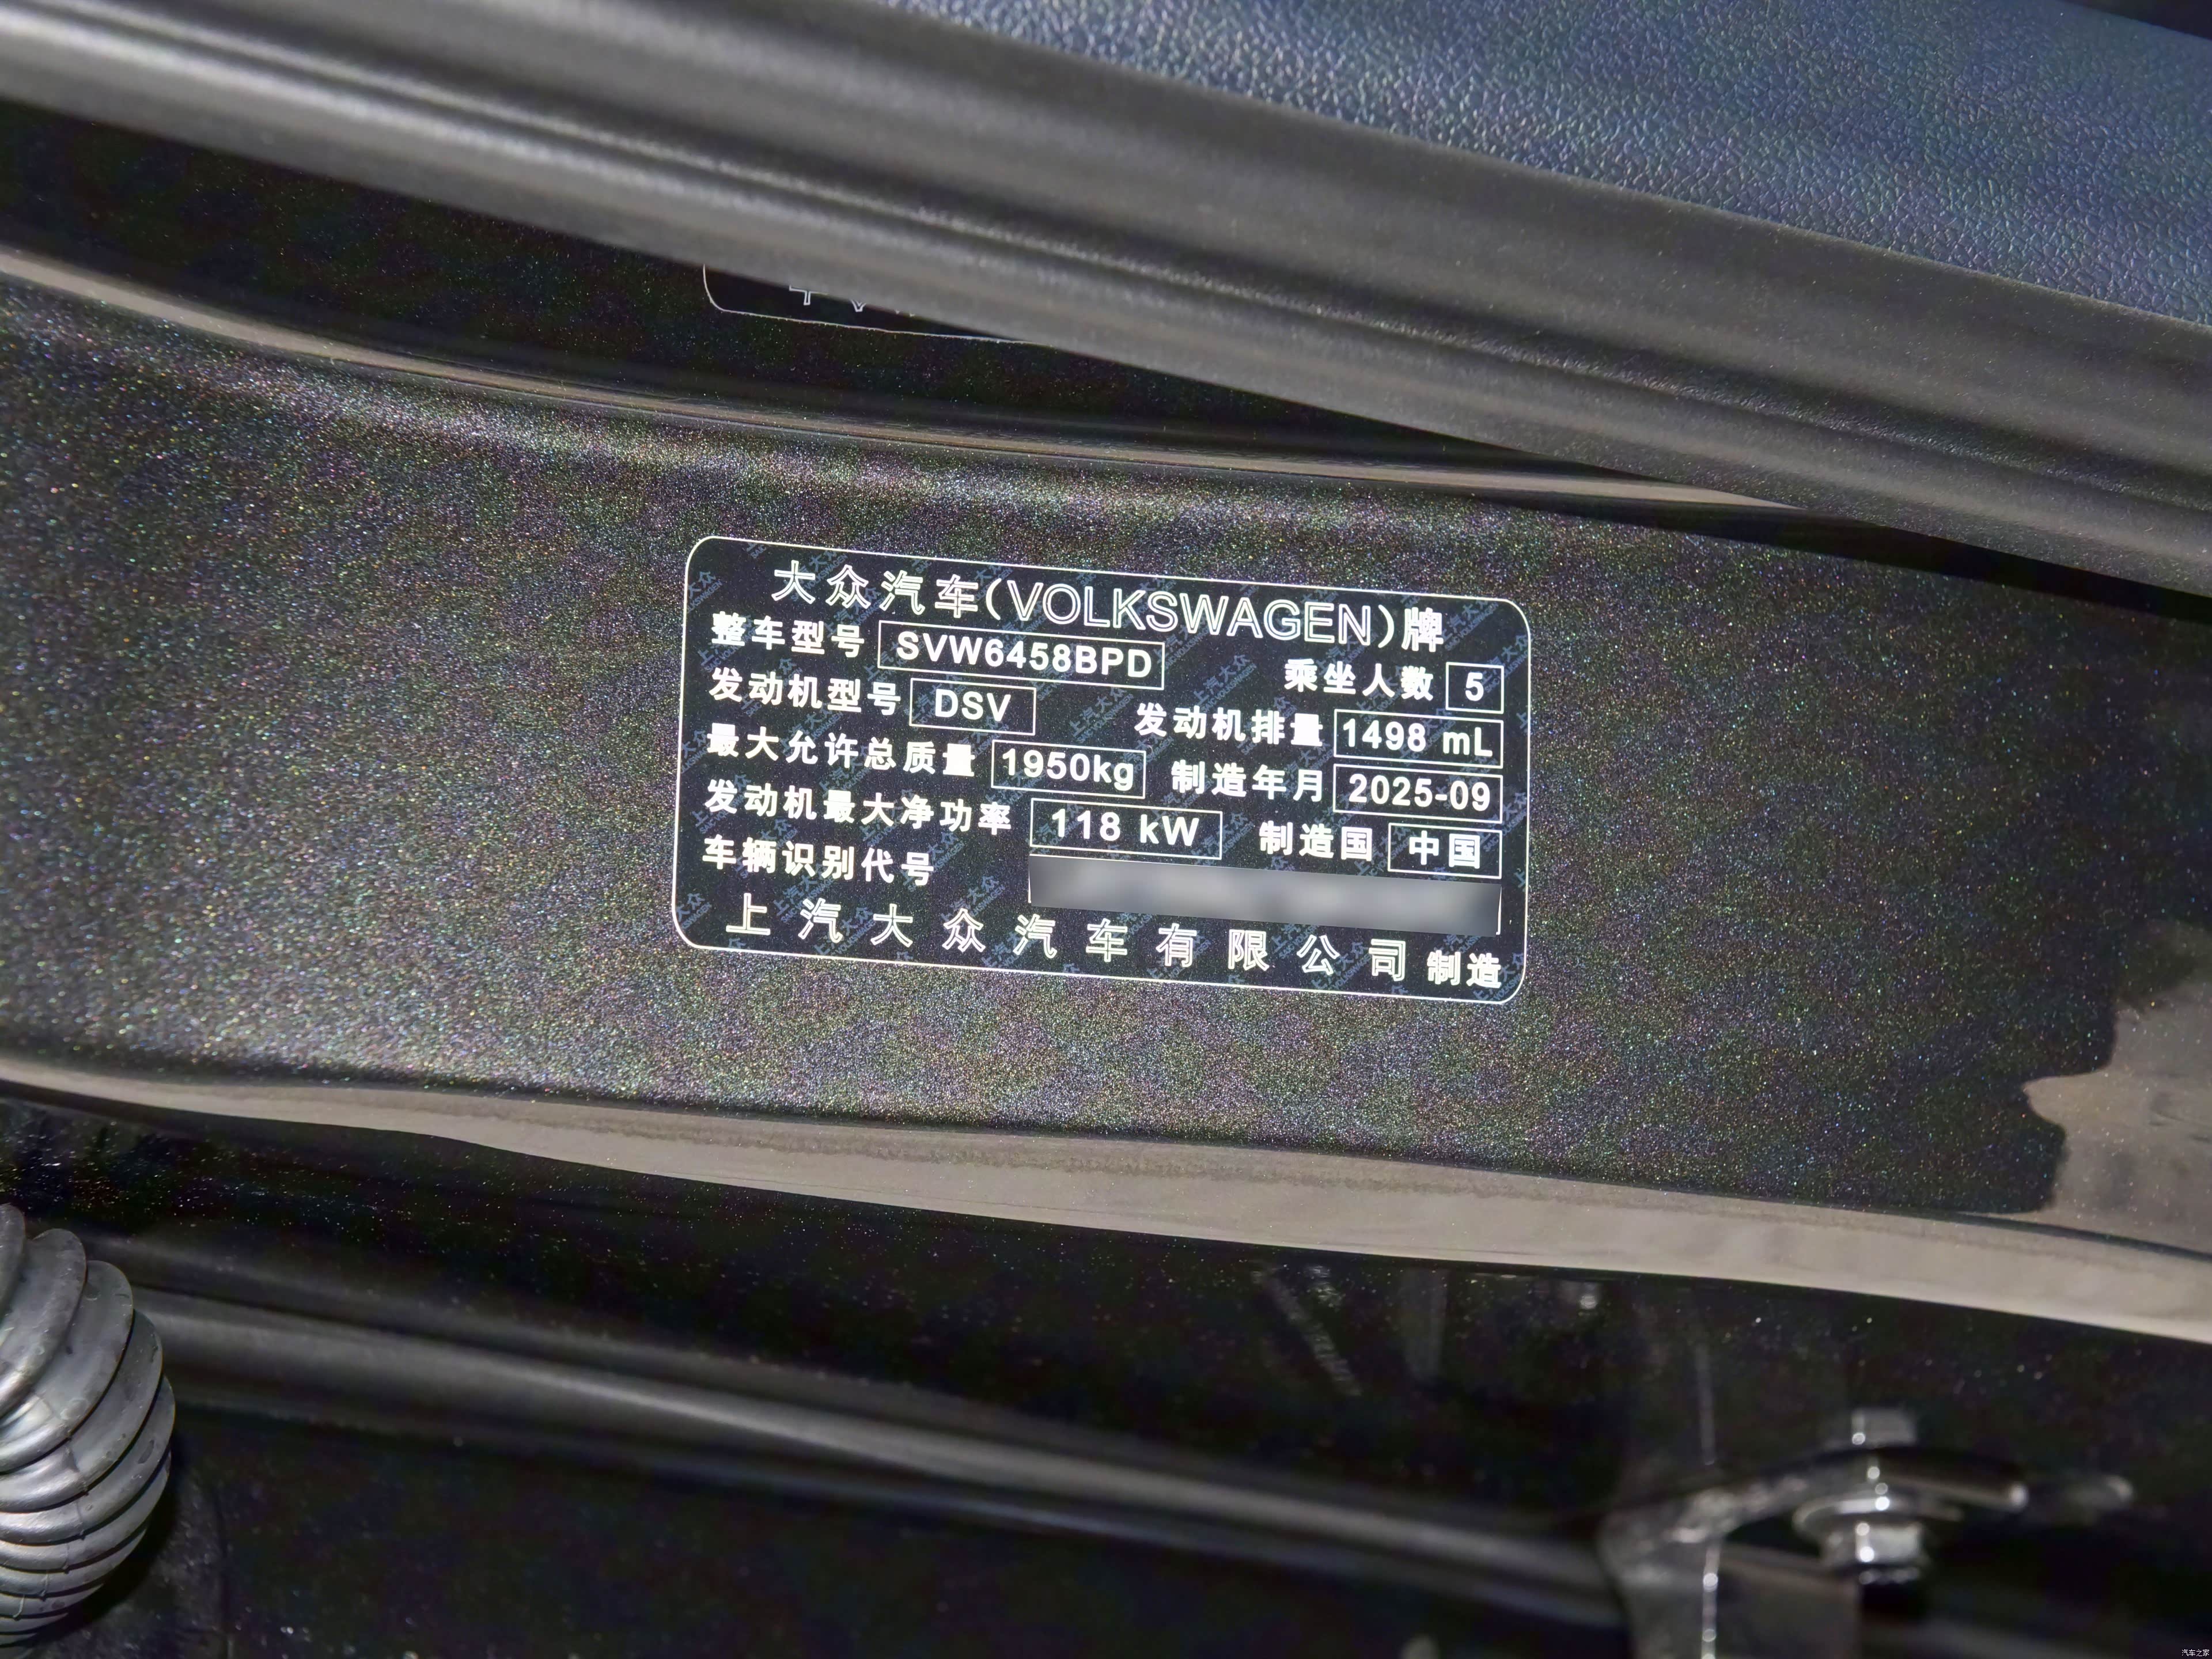 大众汽车(VOLKSWAGEN)牌
整车型号 SVW6458BPD 乘坐人数 5
发动机型号 DSV 发动机排量 1498 mL
最大允许总质量 1950kg 制造年月 2025-09
发动机最大净功率 118 kW 制造国 中国
车辆识别代号
上汽大众汽车有限公司 制造
汽车之家